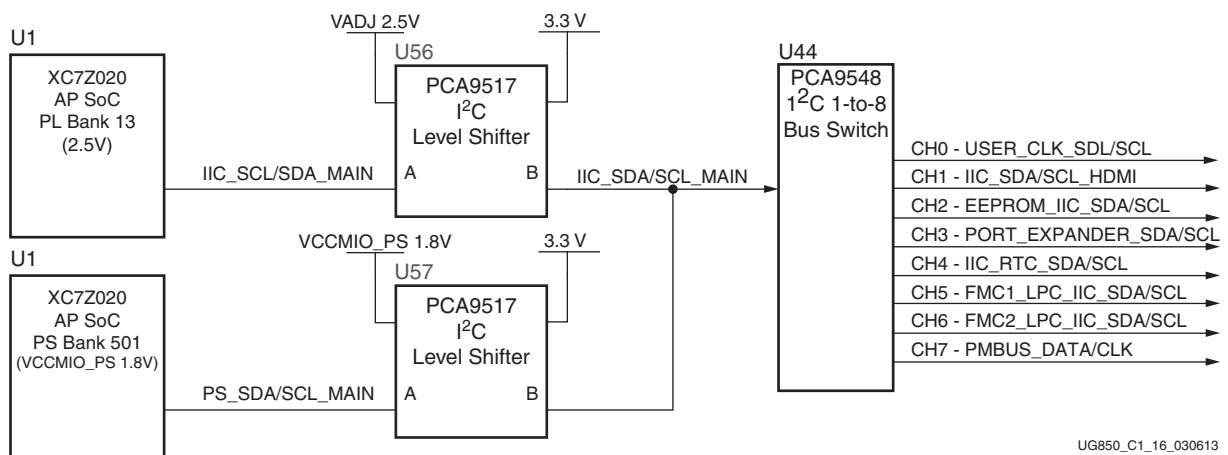 VADJ 2.5V
3.3 V
U1
XC7Z020
AP SoC
PL Bank 13
(2.5V)
U56
PCA9517
I²C
Level Shifter
A
B
IIC_SCL/SDA_MAIN
IIC_SDA/SCL_MAIN
U1
XC7Z020
AP SoC
PS Bank 501
(VCCMIO_PS 1.8V)
VCCMIO_PS 1.8V
3.3 V
U57
PCA9517
I²C
Level Shifter
A
B
PS_SDA/SCL_MAIN
U44
PCA9548
1²C 1-to-8
Bus Switch
CH0 - USER_CLK_SDL/SCL
CH1 - IIC_SDA/SCL_HDMI
CH2 - EEPROM_IIC_SDA/SCL
CH3 - PORT_EXPANDER_SDA/SCL
CH4 - IIC_RTC_SDA/SCL
CH5 - FMC1_LPC_IIC_SDA/SCL
CH6 - FMC2_LPC_IIC_SDA/SCL
CH7 - PMBUS_DATA/CLK
UG850_C1_16_030613